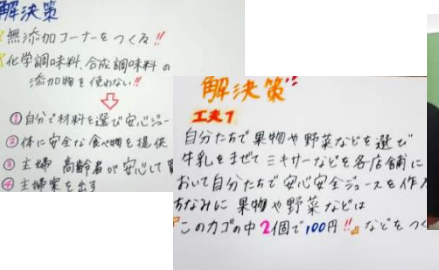 解決策
無添加コーナーをつくる!!
化学調味料、合成調味料の
添加物を使わない!!
①自分で材料を選び安心ジュー
②体に安全な食べ物を提供
③主婦 高齢者が安心して
④主婦案を出す
解決策!!
工夫1
自分たちで果物や野菜などを選び
牛乳をまぜてミキサーなどを各店舗に
おいて自分たちで安心安全ジュースを作
ちなみに 果物や野菜などは
『このカゴの中2個で100円!!』などをつ